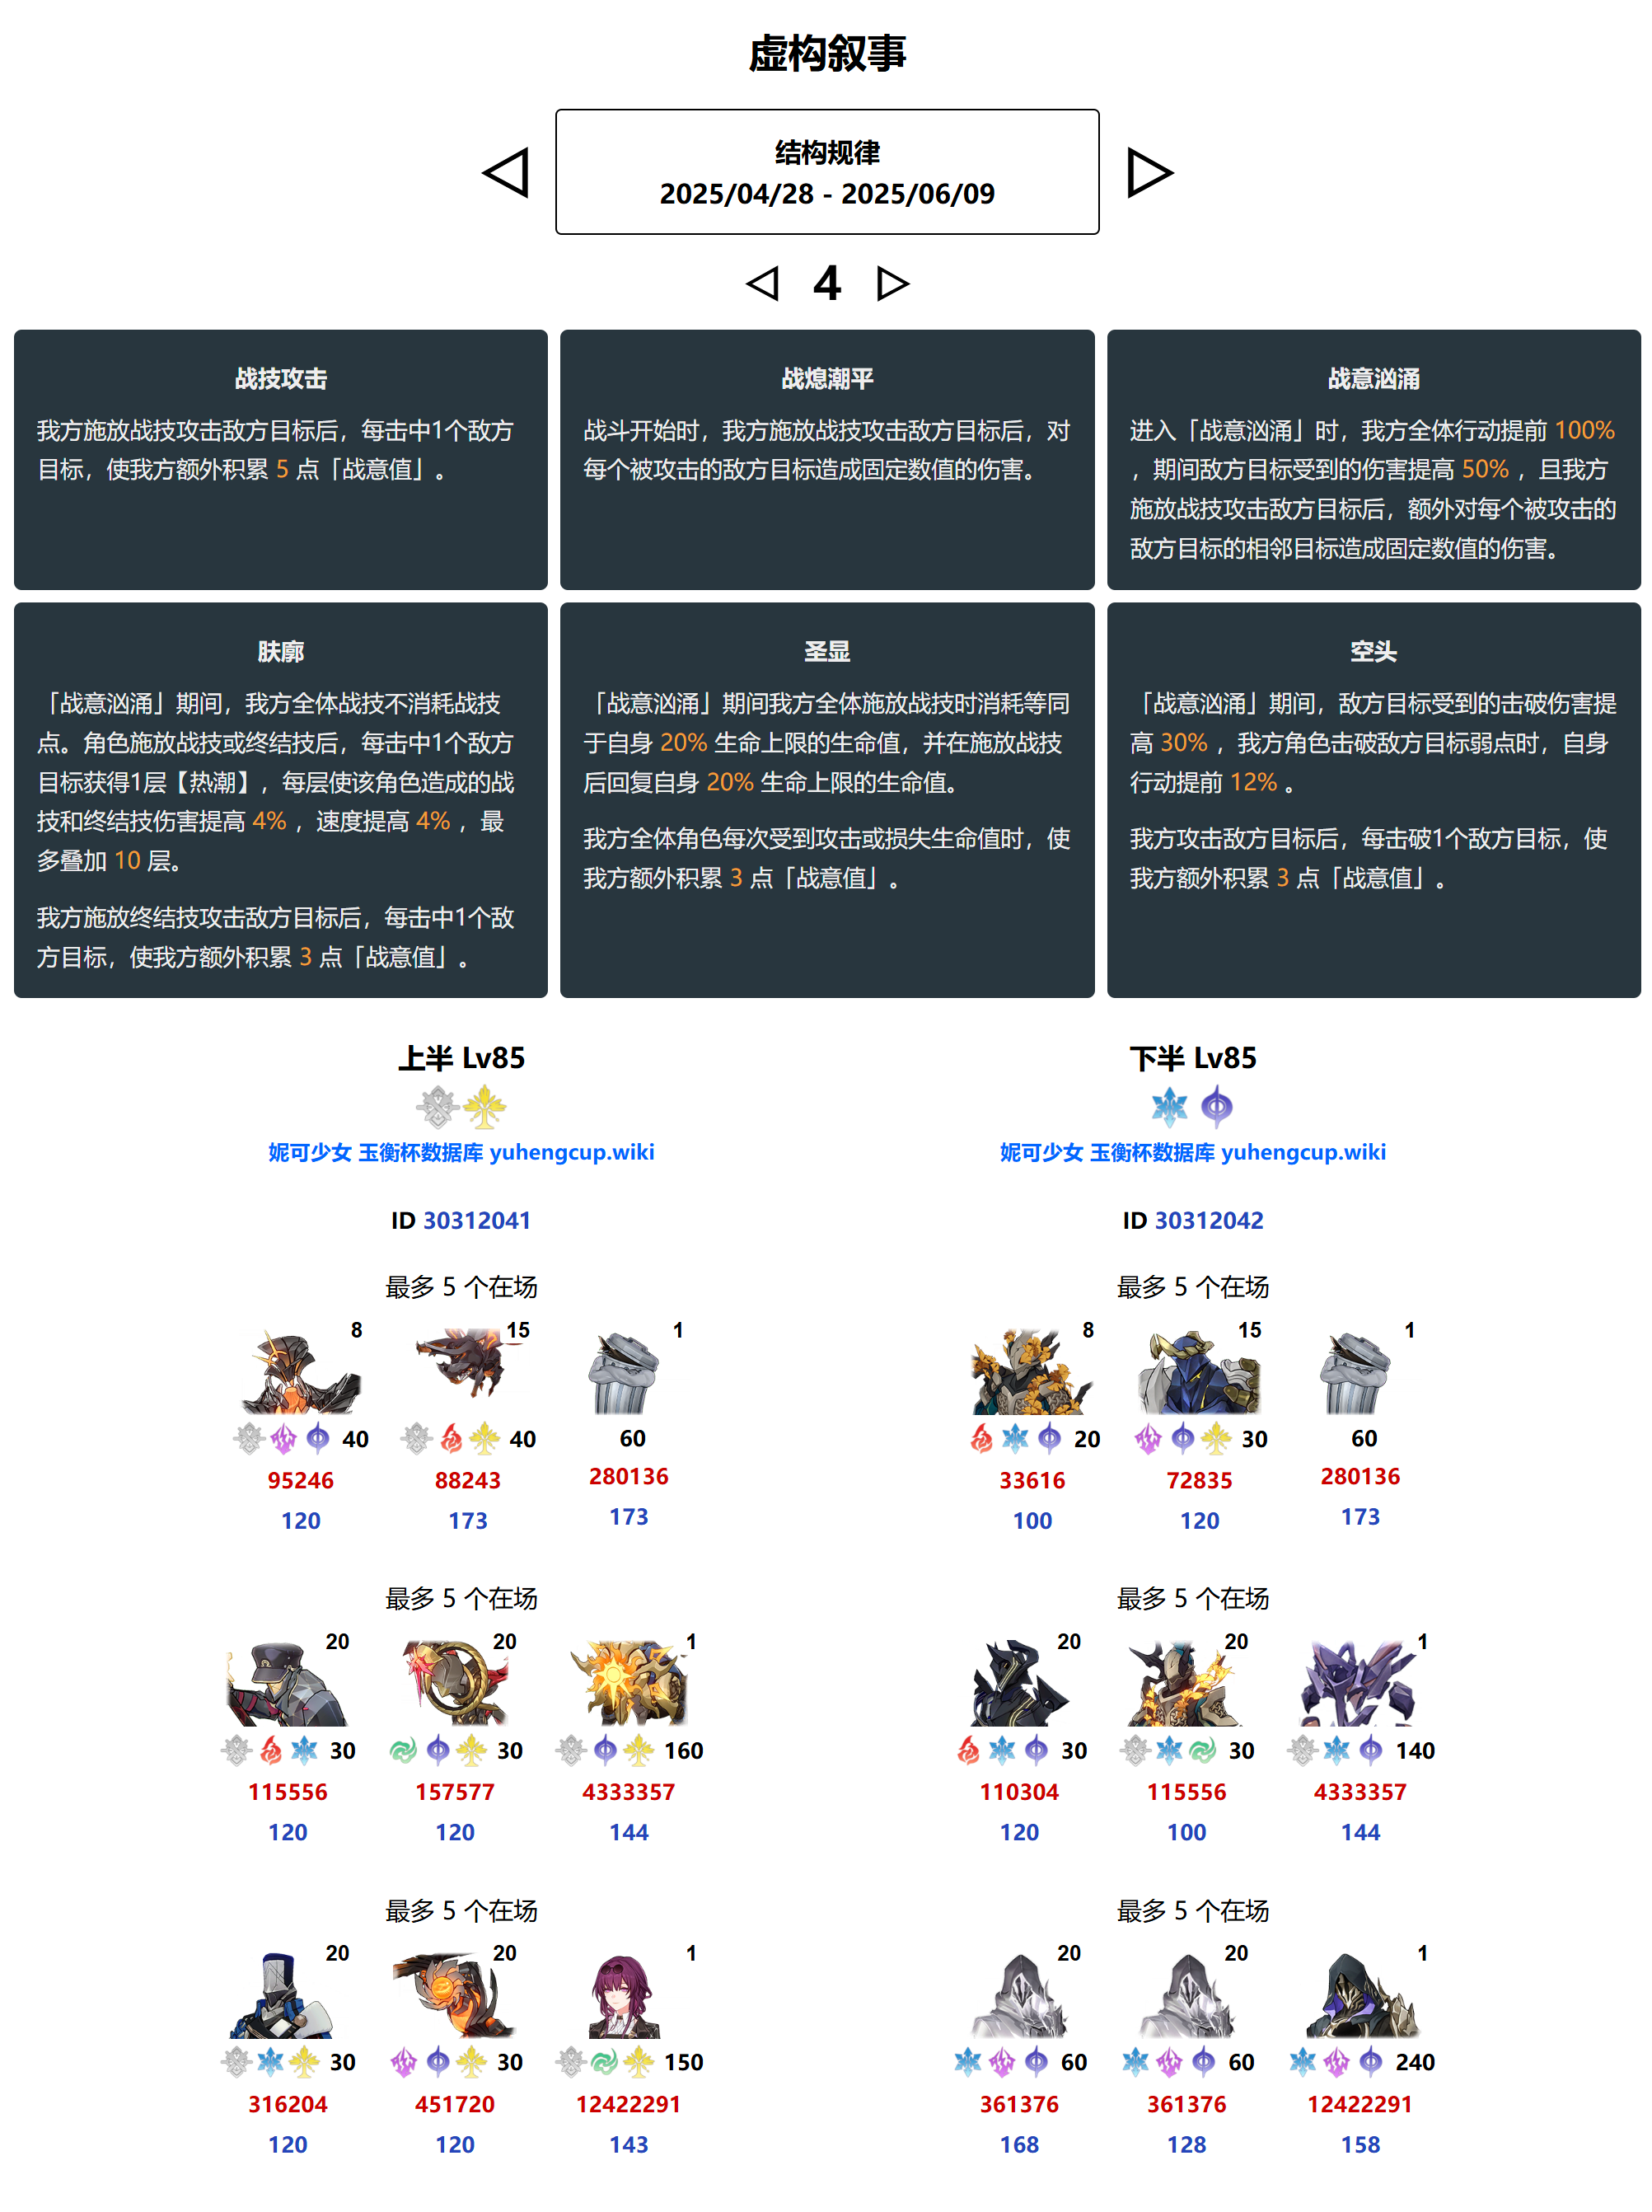 虚构叙事
结构规律
2025/04/28 - 2025/06/09
4
战技攻击
我方施放战技攻击敌方目标后，每击中1个敌方
目标，使我方额外积累 5 点「战意值」。
战熄潮平
战斗开始时，我方施放战技攻击敌方目标后，对
每个被攻击的敌方目标造成固定数值的伤害。
战意汹涌
进入「战意汹涌」时，我方全体行动提前 100%
，期间敌方目标受到的伤害提高 50% ，且我方
施放战技攻击敌方目标后，额外对每个被攻击的
敌方目标的相邻目标造成固定数值的伤害。
肤廓
「战意汹涌」期间，我方全体战技不消耗战技
点。角色施放战技或终结技后，每击中1个敌方
目标获得1层【热潮】，每层使该角色造成的战
技和终结技伤害提高 4% ，速度提高 4% ，最
多叠加 10 层。
我方施放终结技攻击敌方目标后，每击中1个敌
方目标，使我方额外积累 3 点「战意值」。
圣显
「战意汹涌」期间我方全体施放战技时消耗等同
于自身 20% 生命上限的生命值，并在施放战技
后回复自身 20% 生命上限的生命值。
我方全体角色每次受到攻击或损失生命值时，使
我方额外积累 3 点「战意值」。
空头
「战意汹涌」期间，敌方目标受到的击破伤害提
高 30% ，我方角色击破敌方目标弱点时，自身
行动提前 12% 。
我方攻击敌方目标后，每击破1个敌方目标，使
我方额外积累 3 点「战意值」。
上半 Lv85
妮可少女 玉衡杯数据库 yuhengcup.wiki
ID 30312041
最多 5 个在场
8 15 1
40 40 60
95246 88243 280136
120 173 173
最多 5 个在场
20 20 1
30 30 160
115556 157577 4333357
120 120 144
最多 5 个在场
20 20 1
30 30 150
316204 451720 12422291
120 120 143
下半 Lv85
妮可少女 玉衡杯数据库 yuhengcup.wiki
ID 30312042
最多 5 个在场
8 15 1
20 30 60
33616 72835 280136
100 120 173
最多 5 个在场
20 20 1
30 30 140
110304 115556 4333357
120 100 144
最多 5 个在场
20 20 1
60 60 240
361376 361376 12422291
168 128 158